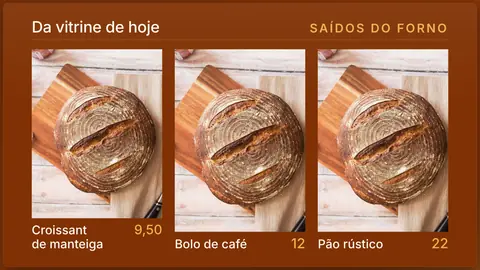 Da vitrine de hoje
SAÍDOS DO FORNO
Croissant
de manteiga
9,50
Bolo de café
12
Pão rústico
22